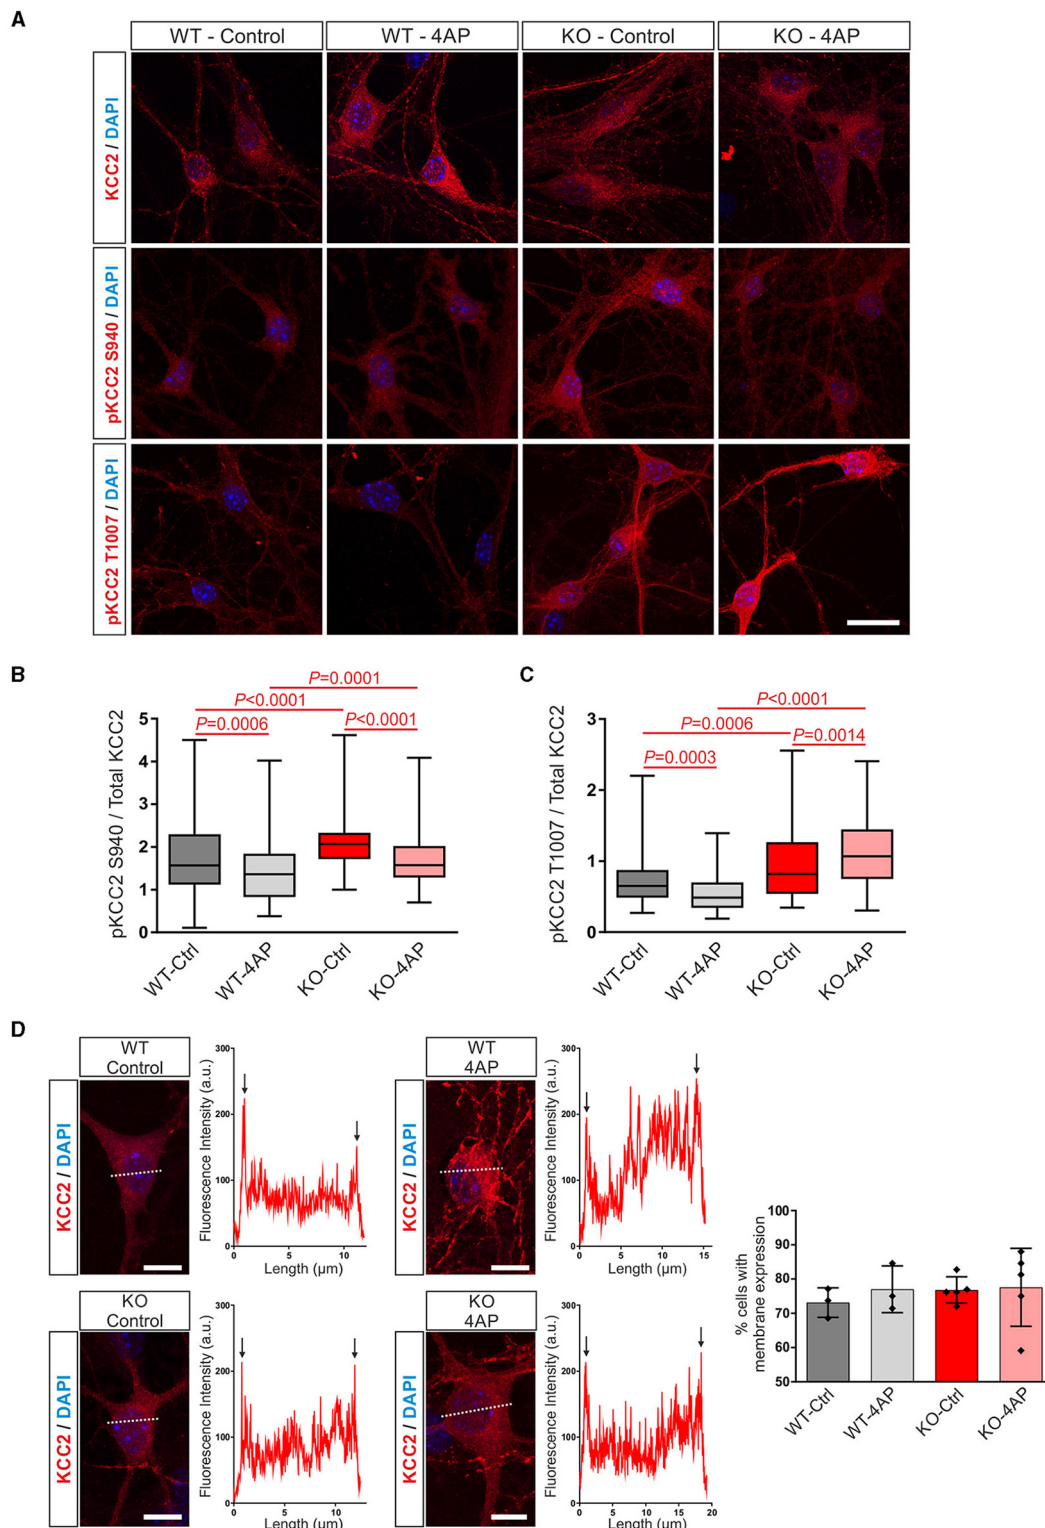 A
WT - Control
WT - 4AP
KO - Control
KO - 4AP
KCC2 / DAPI
pKCC2 S940 / DAPI
pKCC2 T1007 / DAPI
B
P=0.0001
P<0.0001
P=0.0006
P<0.0001
pKCC2 S940 / Total KCC2
5
4
3
2
1
0
WT-Ctrl
WT-4AP
KO-Ctrl
KO-4AP
C
P<0.0001
P=0.0006
P=0.0014
P=0.0003
pKCC2 T1007 / Total KCC2
3
2
1
0
WT-Ctrl
WT-4AP
KO-Ctrl
KO-4AP
D
WT
Control
KCC2 / DAPI
Fluorescence Intensity (a.u.)
300
200
100
0
0 5 10
Length (µm)
WT
4AP
KCC2 / DAPI
Fluorescence Intensity (a.u.)
300
200
100
0
0 5 10 15
Length (µm)
KO
Control
KCC2 / DAPI
Fluorescence Intensity (a.u.)
300
200
100
0
0 5 10
Length (µm)
KO
4AP
KCC2 / DAPI
Fluorescence Intensity (a.u.)
300
200
100
0
0 5 10 15 20
Length (µm)
% cells with
membrane expression
100
90
80
70
60
50
WT-Ctrl
WT-4AP
KO-Ctrl
KO-4AP